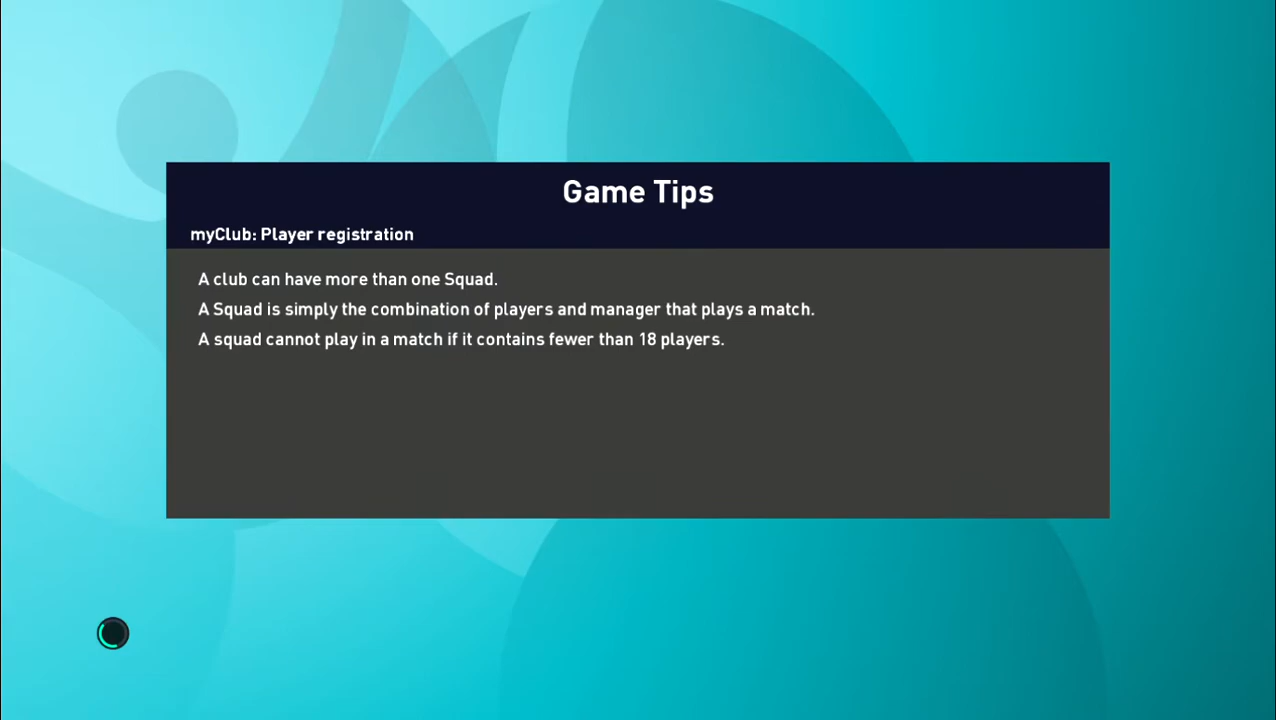 Game Tips
myClub: Player registration
A club can have more than one Squad.
A Squad is simply the combination of players and manager that plays a match.
A squad cannot play in a match if it contains fewer than 18 players.